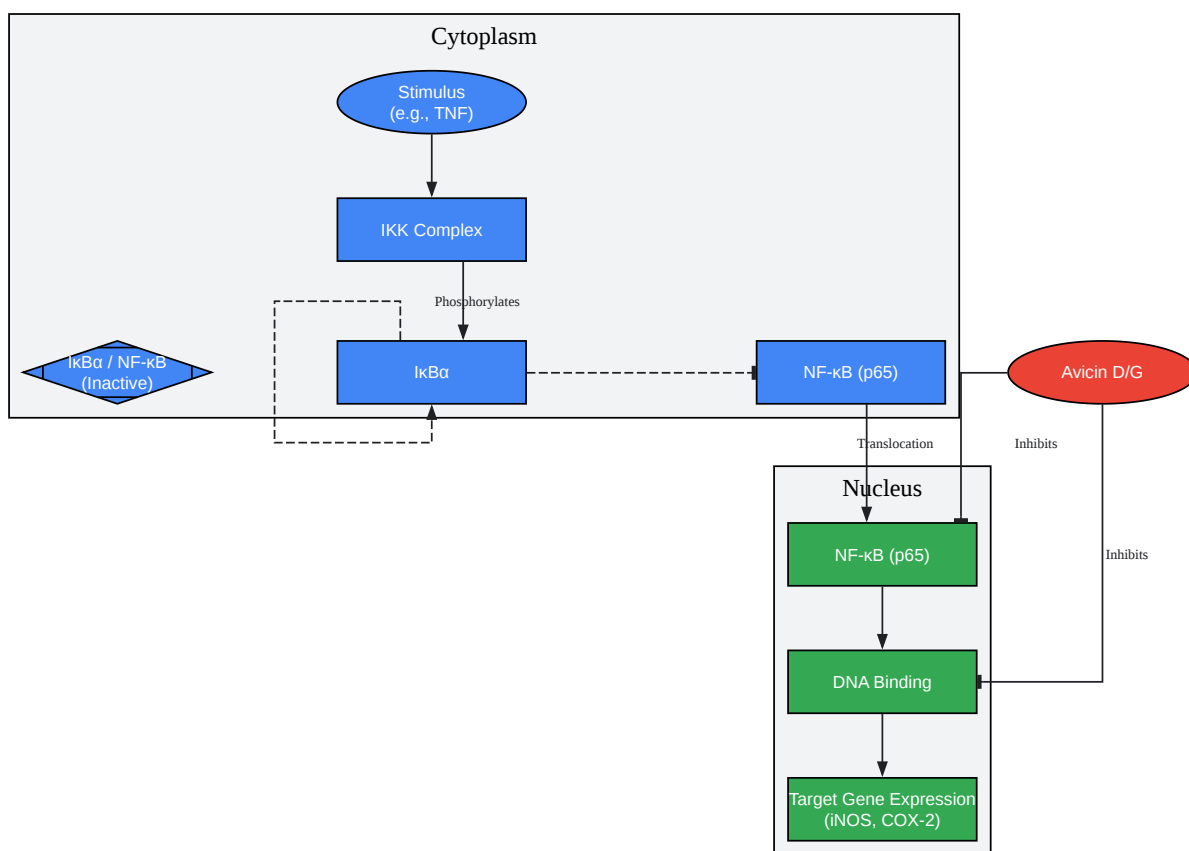 Cytoplasm
Stimulus
(e.g., TNF)
IKK Complex
Phosphorylates
IκBα / NF-κB
(Inactive)
IκBα
NF-κB (p65)
Avicin D/G
Translocation
Inhibits
Nucleus
NF-κB (p65)
Inhibits
DNA Binding
Target Gene Expression
(iNOS, COX-2)